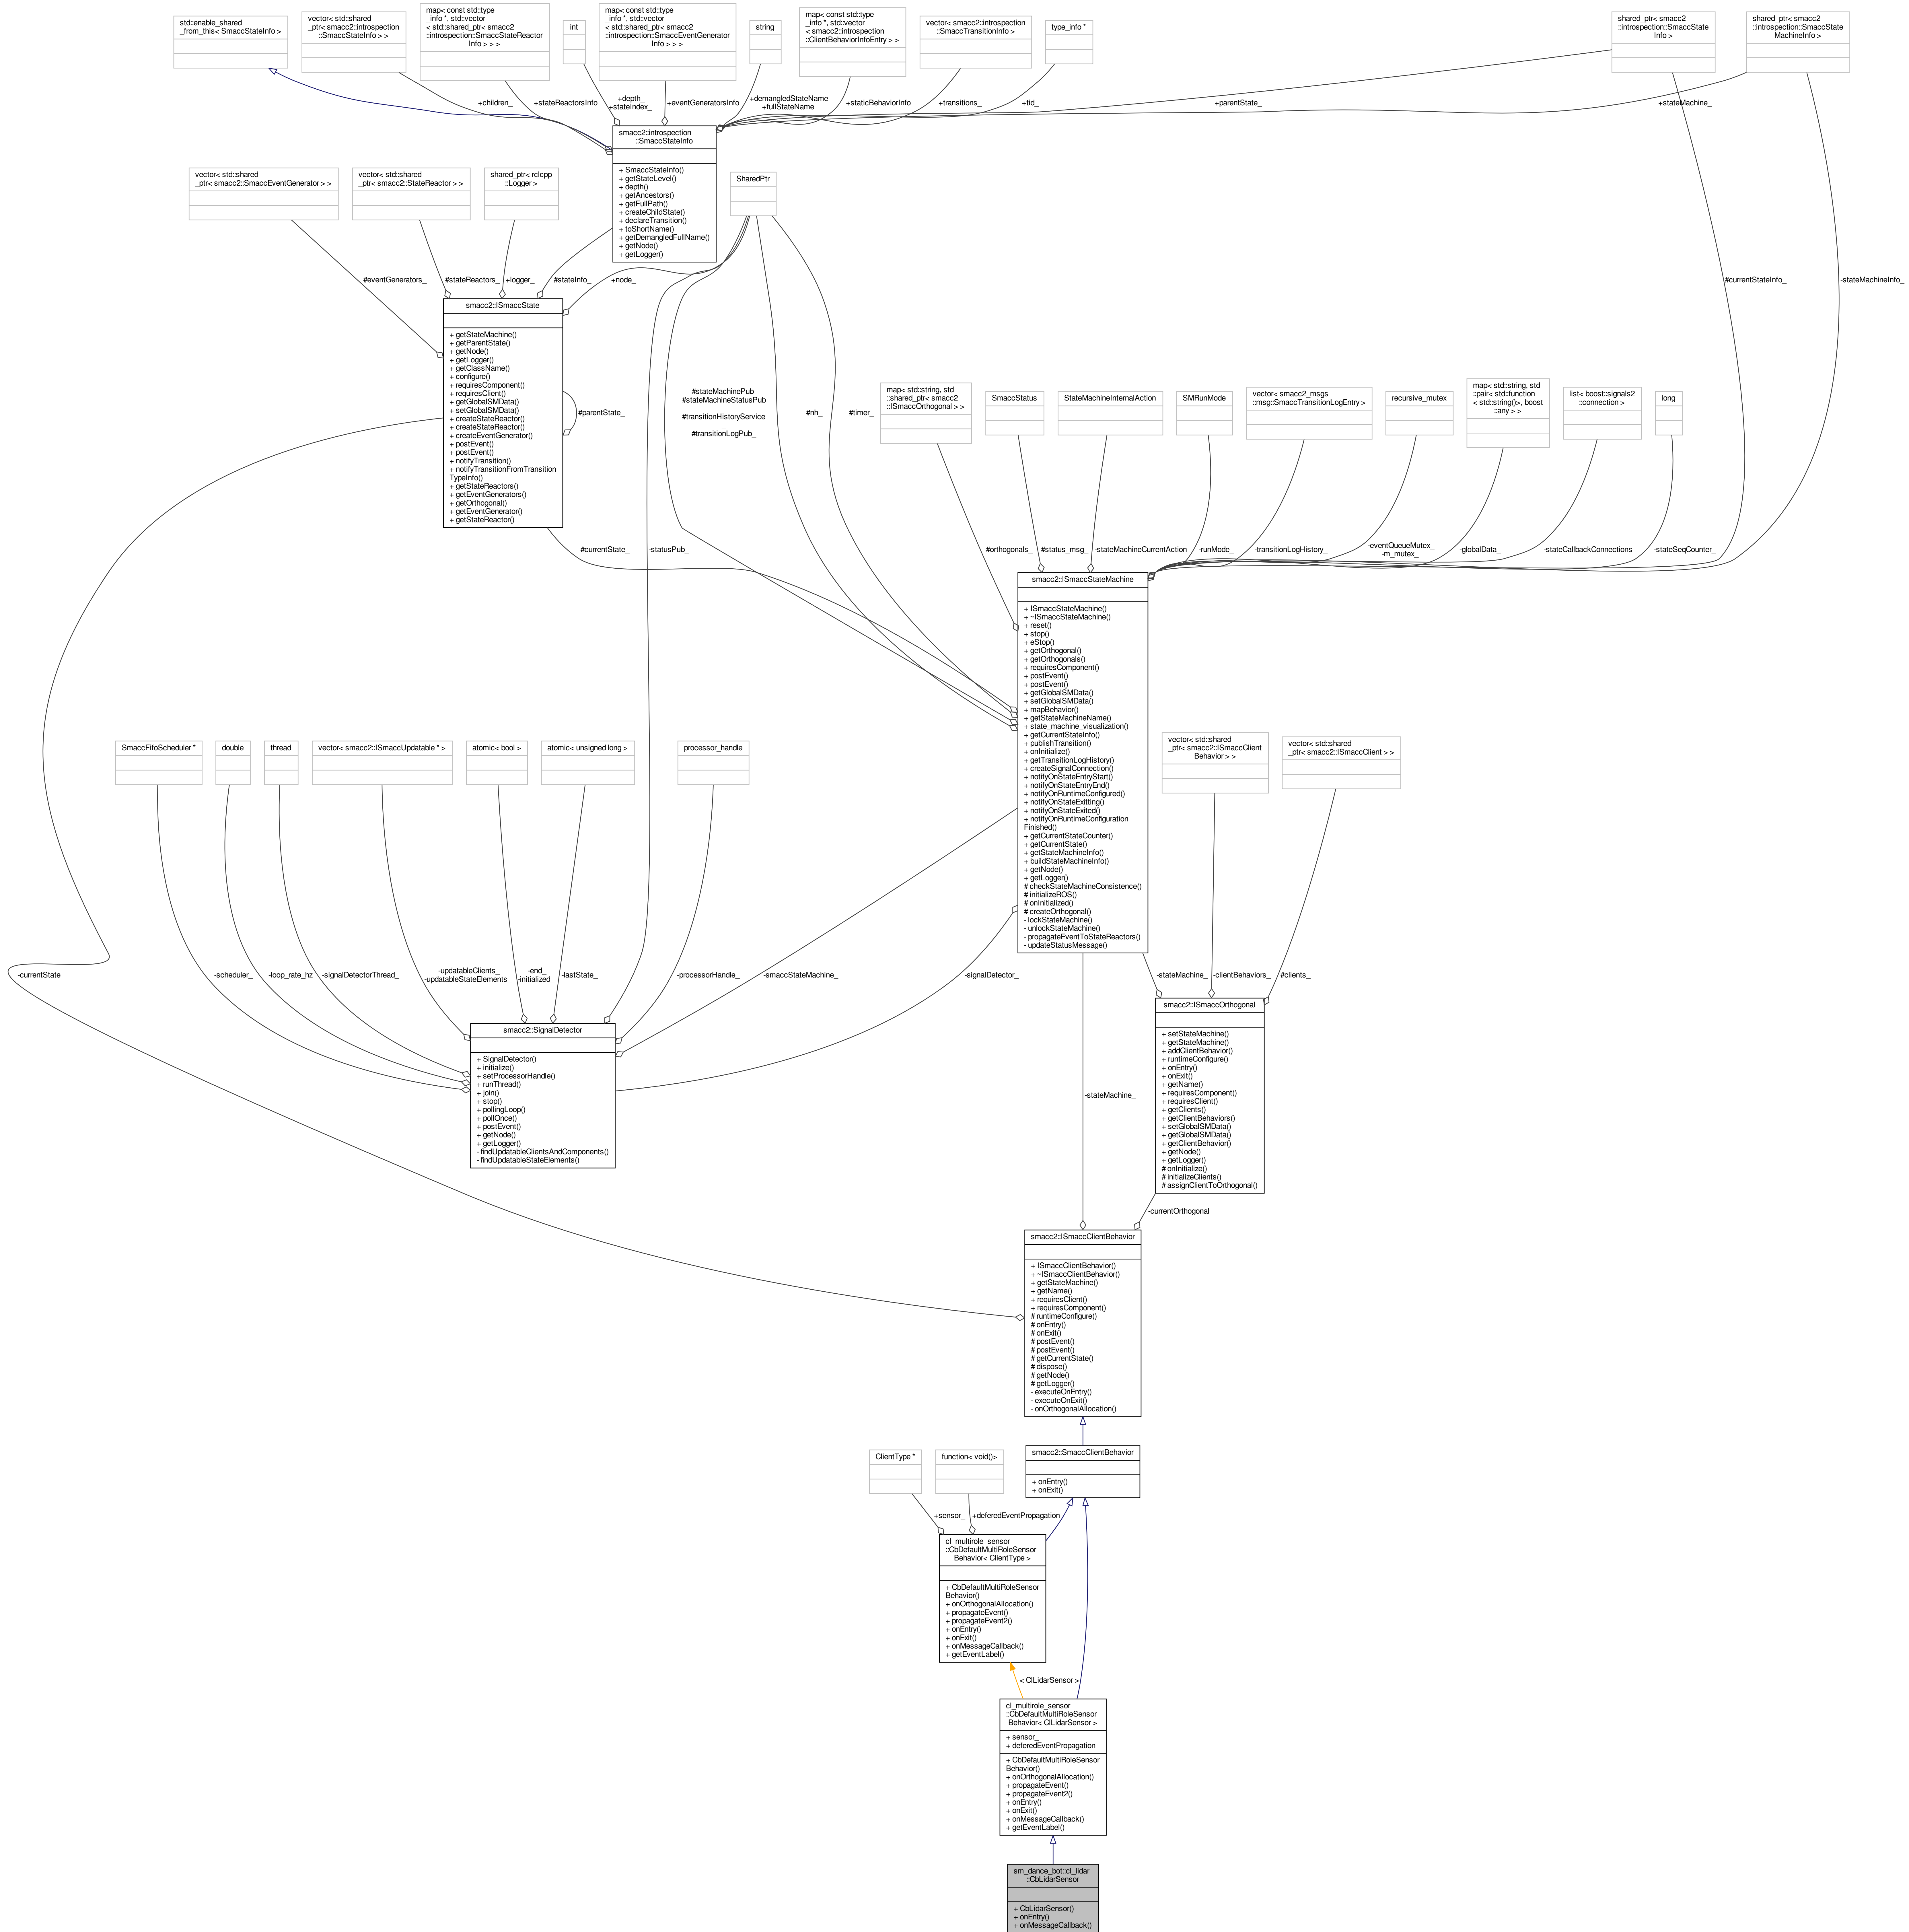 std::enable_shared
_from_this< SmaccStateInfo >
vector< std::shared
_ptr< smacc2::introspection
::SmaccStateInfo > >
map< const std::type
_info *, std::vector
< std::shared_ptr< smacc2
::introspection::SmaccStateReactor
Info > > >
int
map< const std::type
_info *, std::vector
< std::shared_ptr< smacc2
::introspection::SmaccEventGenerator
Info > > >
string
map< const std::type
_info *, std::vector
< smacc2::introspection
::ClientBehaviorInfoEntry > >
vector< smacc2::introspection
::SmaccTransitionInfo >
type_info *
shared_ptr< smacc2
::introspection::SmaccState
Info >
shared_ptr< smacc2
::introspection::SmaccState
MachineInfo >
+children_
+stateReactorsInfo
+depth_
+stateIndex_
+eventGeneratorsInfo
+demangledStateName
+fullStateName
+staticBehaviorInfo
+transitions_
+tid_
+parentState_
+stateMachine_
smacc2::introspection
::SmaccStateInfo
+ SmaccStateInfo()
+ getStateLevel()
+ depth()
+ getAncestors()
+ getFullPath()
+ createChildState()
+ declareTransition()
+ toShortName()
+ getDemangledFullName()
+ getNode()
+ getLogger()
vector< std::shared
_ptr< smacc2::SmaccEventGenerator > >
vector< std::shared
_ptr< smacc2::StateReactor > >
shared_ptr< rclcpp
::Logger >
SharedPtr
#eventGenerators_
#stateReactors_
+logger_
#stateInfo_
+node_
#currentStateInfo_
-stateMachineInfo_
smacc2::ISmaccState
+ getStateMachine()
+ getParentState()
+ getNode()
+ getLogger()
+ getClassName()
+ configure()
+ requiresComponent()
+ requiresClient()
+ getGlobalSMData()
+ setGlobalSMData()
+ createStateReactor()
+ createStateReactor()
+ createEventGenerator()
+ postEvent()
+ postEvent()
+ notifyTransition()
+ notifyTransitionFromTransition
TypeInfo()
+ getStateReactors()
+ getEventGenerators()
+ getOrthogonal()
+ getEventGenerator()
+ getStateReactor()
#parentState_
#stateMachinePub_
#stateMachineStatusPub
_
#transitionHistoryService
_
#transitionLogPub_
#nh_
#timer_
map< std::string, std
::shared_ptr< smacc2
::ISmaccOrthogonal > >
SmaccStatus
StateMachineInternalAction
SMRunMode
vector< smacc2_msgs
::msg::SmaccTransitionLogEntry >
recursive_mutex
map< std::string, std
::pair< std::function
< std::string()>, boost
::any > >
list< boost::signals2
::connection >
long
#currentState_
-statusPub_
#orthogonals_
#status_msg_
-stateMachineCurrentAction
-runMode_
-transitionLogHistory_
-eventQueueMutex_
-m_mutex_
-globalData_
-stateCallbackConnections
-stateSeqCounter_
smacc2::ISmaccStateMachine
+ ISmaccStateMachine()
+ ~ISmaccStateMachine()
+ reset()
+ stop()
+ eStop()
+ getOrthogonal()
+ getOrthogonals()
+ requiresComponent()
+ postEvent()
+ postEvent()
+ getGlobalSMData()
+ setGlobalSMData()
+ mapBehavior()
+ getStateMachineName()
+ state_machine_visualization()
+ getCurrentStateInfo()
+ publishTransition()
+ onInitialize()
+ getTransitionLogHistory()
+ createSignalConnection()
+ notifyOnStateEntryStart()
+ notifyOnStateEntryEnd()
+ notifyOnRuntimeConfigured()
+ notifyOnStateExitting()
+ notifyOnStateExited()
+ notifyOnRuntimeConfiguration
Finished()
+ getCurrentStateCounter()
+ getCurrentState()
+ getStateMachineInfo()
+ buildStateMachineInfo()
+ getNode()
+ getLogger()
# checkStateMachineConsistence()
# initializeROS()
# onInitialized()
# createOrthogonal()
- lockStateMachine()
- unlockStateMachine()
- propagateEventToStateReactors()
- updateStatusMessage()
SmaccFifoScheduler *
double
thread
vector< smacc2::ISmaccUpdatable * >
atomic< bool >
atomic< unsigned long >
processor_handle
vector< std::shared
_ptr< smacc2::ISmaccClient
Behavior > >
vector< std::shared
_ptr< smacc2::ISmaccClient > >
-currentState
-scheduler_
-loop_rate_hz
-signalDetectorThread_
-updatableClients_
-updatableStateElements_
-end_
-initialized_
-lastState_
-processorHandle_
-smaccStateMachine_
-signalDetector_
-stateMachine_
-clientBehaviors_
#clients_
smacc2::SignalDetector
+ SignalDetector()
+ initialize()
+ setProcessorHandle()
+ runThread()
+ join()
+ stop()
+ pollingLoop()
+ pollOnce()
+ postEvent()
+ getNode()
+ getLogger()
- findUpdatableClientsAndComponents()
- findUpdatableStateElements()
smacc2::ISmaccOrthogonal
+ setStateMachine()
+ getStateMachine()
+ addClientBehavior()
+ runtimeConfigure()
+ onEntry()
+ onExit()
+ getName()
+ requiresComponent()
+ requiresClient()
+ getClients()
+ getClientBehaviors()
+ setGlobalSMData()
+ getGlobalSMData()
+ getClientBehavior()
+ getNode()
+ getLogger()
# onInitialize()
# initializeClients()
# assignClientToOrthogonal()
-stateMachine_
-currentOrthogonal
smacc2::ISmaccClientBehavior
+ ISmaccClientBehavior()
+ ~ISmaccClientBehavior()
+ getStateMachine()
+ getName()
+ requiresClient()
+ requiresComponent()
# runtimeConfigure()
# onEntry()
# onExit()
# postEvent()
# postEvent()
# getCurrentState()
# dispose()
# getNode()
# getLogger()
- executeOnEntry()
- executeOnExit()
- onOrthogonalAllocation()
ClientType *
function< void()>
smacc2::SmaccClientBehavior
+ onEntry()
+ onExit()
+sensor_
+deferedEventPropagation
cl_multirole_sensor
::CbDefaultMultiRoleSensor
Behavior< ClientType >
+ CbDefaultMultiRoleSensor
Behavior()
+ onOrthogonalAllocation()
+ propagateEvent()
+ propagateEvent2()
+ onEntry()
+ onExit()
+ onMessageCallback()
+ getEventLabel()
< ClLidarSensor >
cl_multirole_sensor
::CbDefaultMultiRoleSensor
Behavior< ClLidarSensor >
+ sensor_
+ deferedEventPropagation
+ CbDefaultMultiRoleSensor
Behavior()
+ onOrthogonalAllocation()
+ propagateEvent()
+ propagateEvent2()
+ onEntry()
+ onExit()
+ onMessageCallback()
+ getEventLabel()
sm_dance_bot::cl_lidar
::CbLidarSensor
+ CbLidarSensor()
+ onEntry()
+ onMessageCallback()